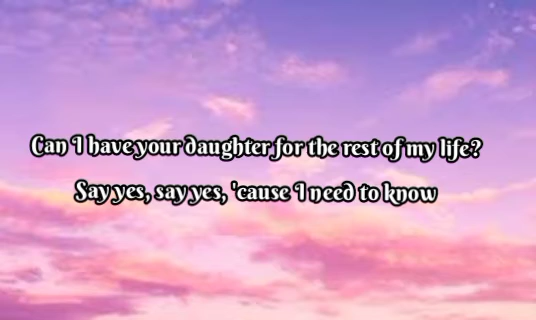 Can I have your daughter for the rest of my life?
Say yes, say yes, 'cause I need to know